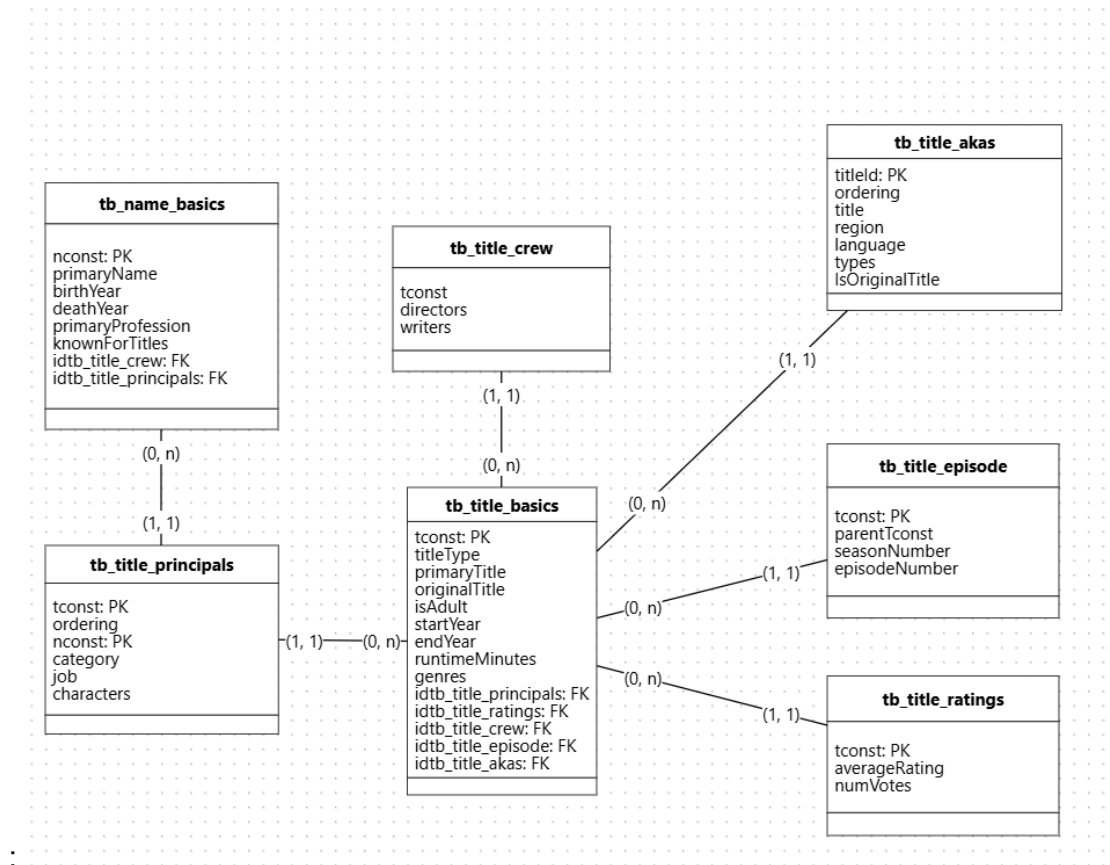 tb_title_akas
titleId: PK
ordering
title
region
language
types
IsOriginalTitle
tb_name_basics
nconst: PK
primaryName
birthYear
deathYear
primaryProfession
knownForTitles
idtb_title_crew: FK
idtb_title_principals: FK
tb_title_crew
tconst
directors
writers
(1, 1)
(1, 1)
(0, n)
(0, n)
(0, n)
(1, 1)
tb_title_episode
tconst: PK
parentTconst
seasonNumber
episodeNumber
tb_title_basics
tconst: PK
titleType
primaryTitle
originalTitle
isAdult
startYear
endYear
runtimeMinutes
genres
idtb_title_principals: FK
idtb_title_ratings: FK
idtb_title_crew: FK
idtb_title_episode: FK
idtb_title_akas: FK
tb_title_principals
tconst: PK
ordering
nconst: PK
category
job
characters
(1, 1)
(0, n)
(1, 1)
(0, n)
(0, n)
(1, 1)
tb_title_ratings
tconst: PK
averageRating
numVotes
: